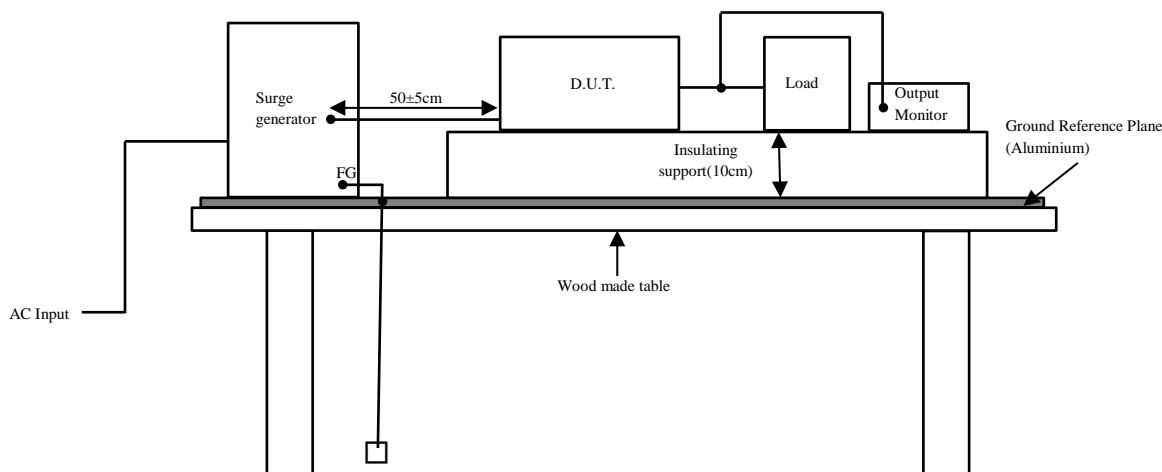 Surge
generator
50±5cm
D.U.T.
Load
Output
Monitor
Ground Reference Plane
(Aluminium)
Insulating
support(10cm)
FG
Wood made table
AC Input